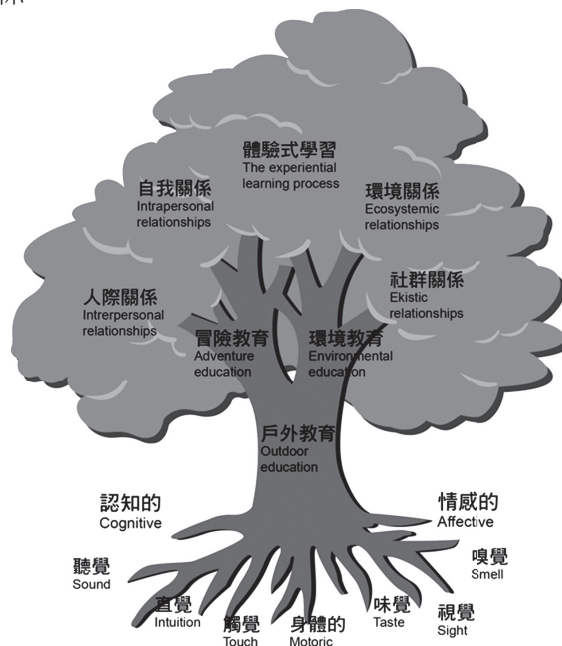 體驗式學習
The experiential
learning process
自我關係
Intrapersonal
relationships
環境關係
Ecosystemic
relationships
人際關係
Intrerpersonal
relationships
社群關係
Ekistic
relationships
冒險教育
Adventure
education
環境教育
Environmental
education
戶外教育
Outdoor
education
認知的
Cognitive
情感的
Affective
聽覺
Sound
嗅覺
Smell
直覺
Intuition
觸覺
Touch
身體的
Motoric
味覺
Taste
視覺
Sight